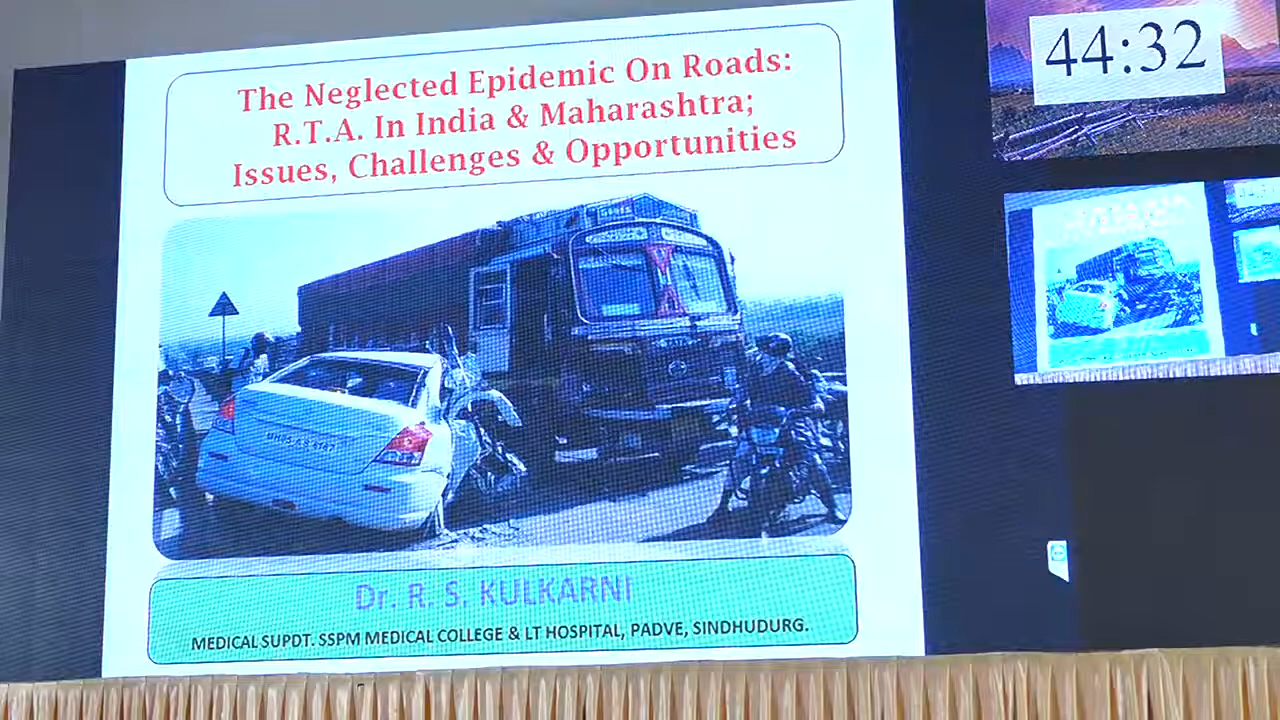 The Neglected Epidemic On Roads:
R.T.A. In India & Maharashtra;
Issues, Challenges & Opportunities
Dr. R. S. KULKARNI
MEDICAL SUPDT. SSPM MEDICAL COLLEGE & LT HOSPITAL, PADVE, SINDHUDURG.
44:32